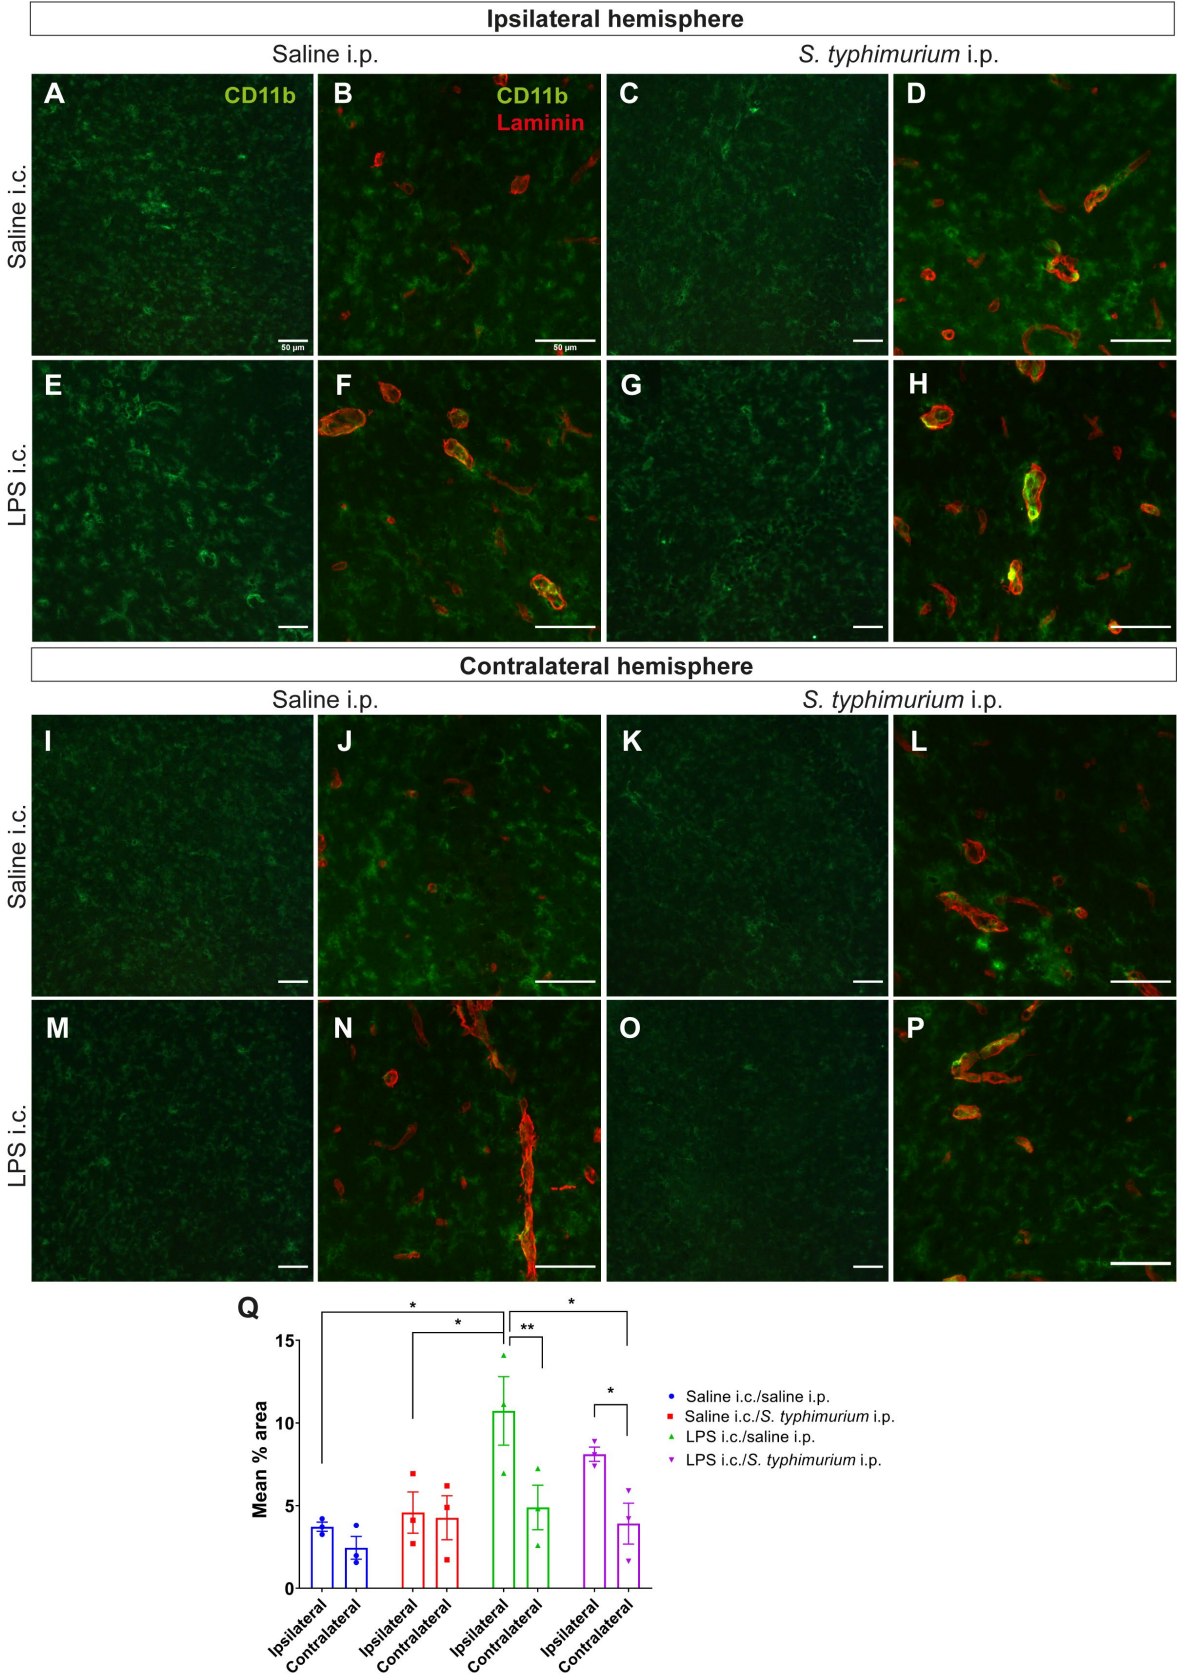 Ipsilateral hemisphere
Saline i.p.
S. typhimurium i.p.
Saline i.c.
A
CD11b
50 µm
B
CD11b
Laminin
50 µm
C
D
LPS i.c.
E
F
G
H
Contralateral hemisphere
Saline i.p.
S. typhimurium i.p.
Saline i.c.
I
J
K
L
LPS i.c.
M
N
O
P
Q
*
*
*
**
*
Mean % area
15
10
5
0
Ipsilateral
Contralateral
Ipsilateral
Contralateral
Ipsilateral
Contralateral
Ipsilateral
Contralateral
Saline i.c./saline i.p.
Saline i.c./S. typhimurium i.p.
LPS i.c./saline i.p.
LPS i.c./S. typhimurium i.p.